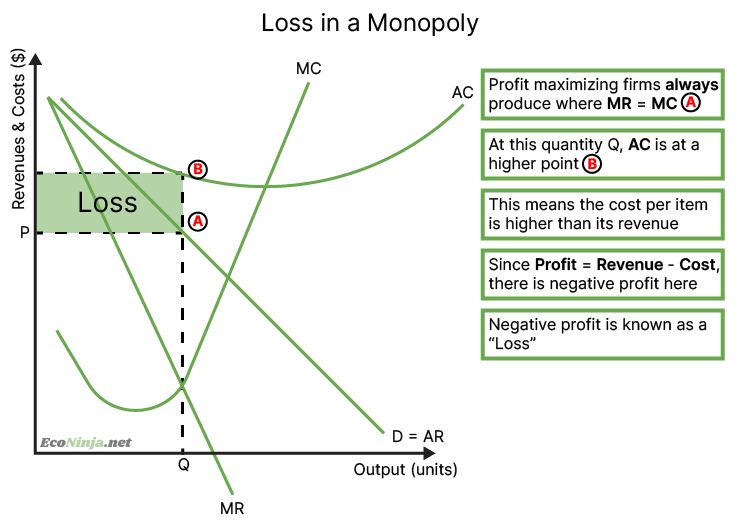 Loss in a Monopoly
Revenues & Costs ($)
MC
AC
B
Loss
A
P
D = AR
EcoNinja.net
Q
Output (units)
MR
Profit maximizing firms always
produce where MR = MC A
At this quantity Q, AC is at a
higher point B
This means the cost per item
is higher than its revenue
Since Profit = Revenue - Cost,
there is negative profit here
Negative profit is known as a
“Loss”